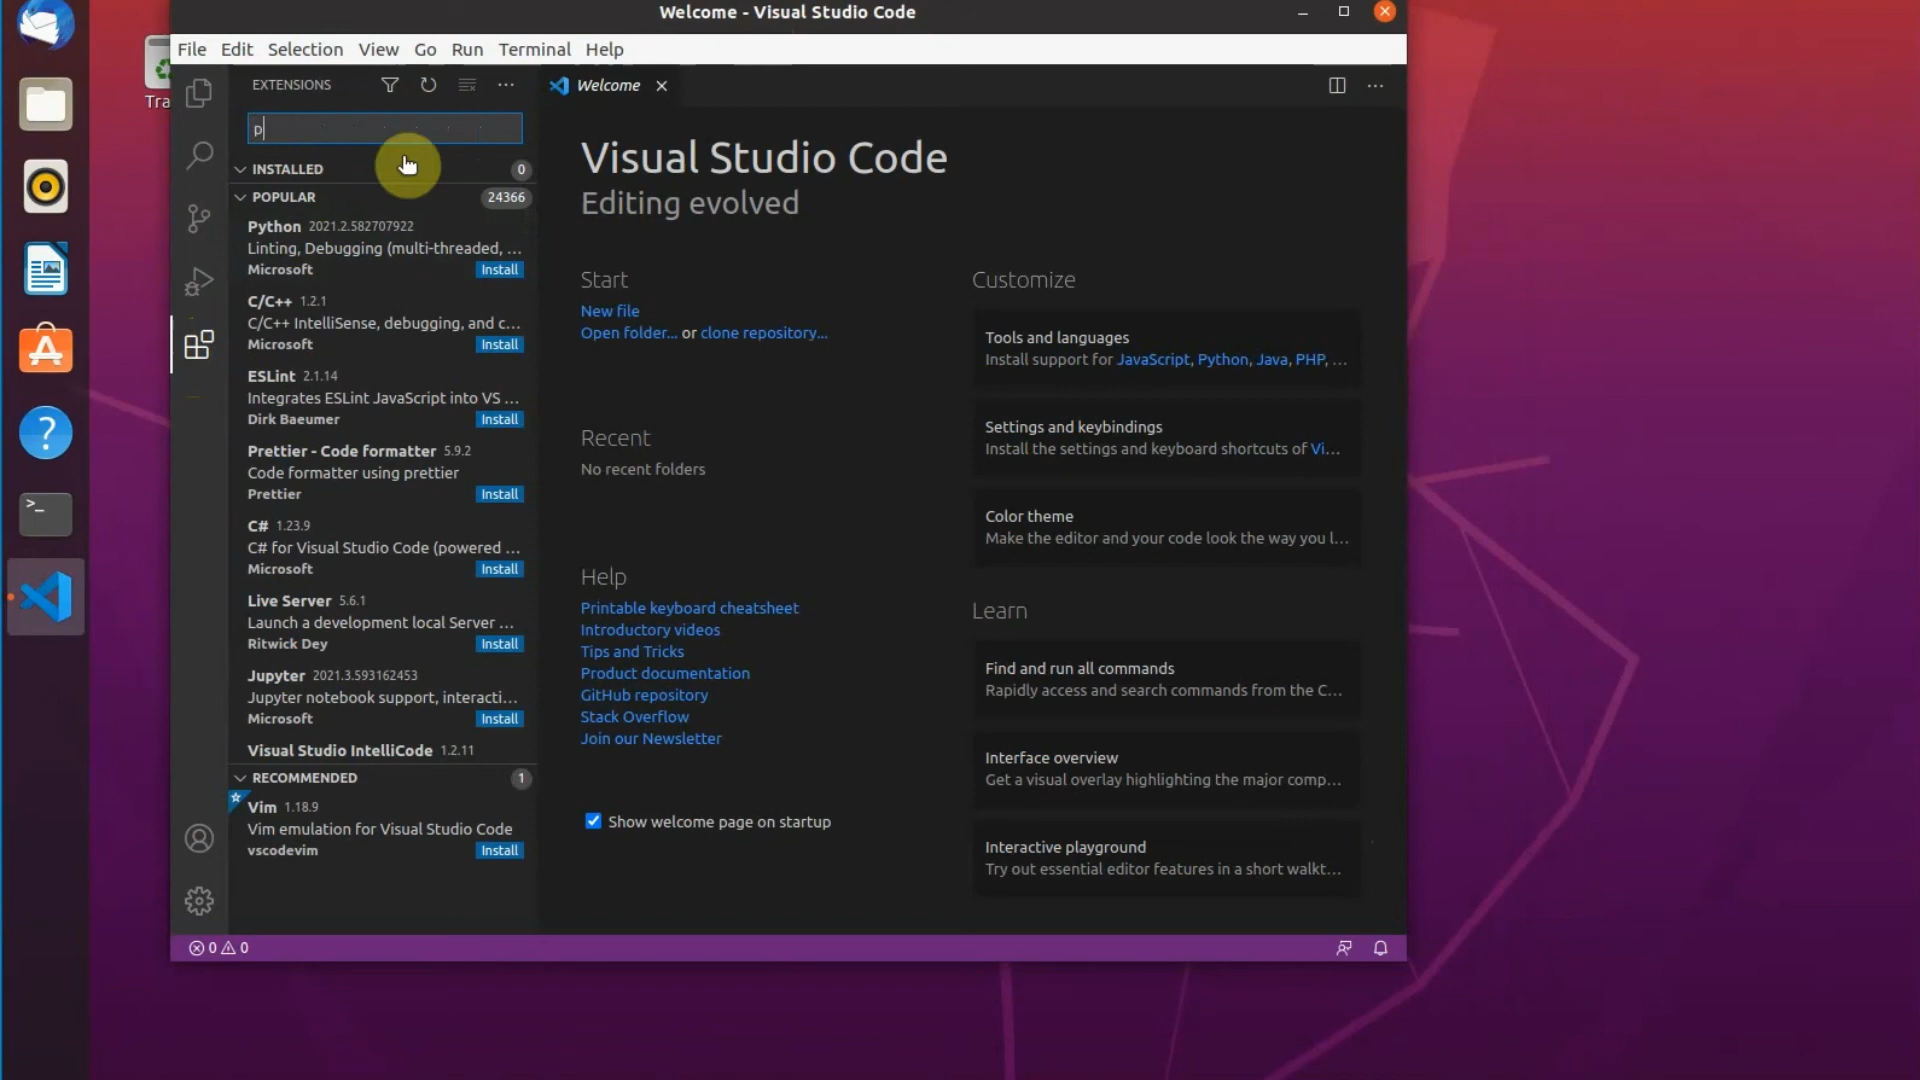 Welcome - Visual Studio Code
File Edit Selection View Go Run Terminal Help
Tra
EXTENSIONS
Welcome
p
INSTALLED 0
POPULAR 24366
Python 2021.2.582707922
Linting, Debugging (multi-threaded, ...
Microsoft Install
C/C++ 1.2.1
C/C++ IntelliSense, debugging, and c...
Microsoft Install
ESLint 2.1.14
Integrates ESLint JavaScript into VS ...
Dirk Baeumer Install
Prettier - Code formatter 5.9.2
Code formatter using prettier
Prettier Install
C# 1.23.9
C# for Visual Studio Code (powered ...
Microsoft Install
Live Server 5.6.1
Launch a development local Server ...
Ritwick Dey Install
Jupyter 2021.3.593162453
Jupyter notebook support, interacti...
Microsoft Install
Visual Studio IntelliCode 1.2.11
RECOMMENDED 1
Vim 1.18.9
Vim emulation for Visual Studio Code
vscodevim Install
Visual Studio Code
Editing evolved
Start
New file
Open folder... or clone repository...
Recent
No recent folders
Help
Printable keyboard cheatsheet
Introductory videos
Tips and Tricks
Product documentation
GitHub repository
Stack Overflow
Join our Newsletter
Show welcome page on startup
Customize
Tools and languages
Install support for JavaScript, Python, Java, PHP, ...
Settings and keybindings
Install the settings and keyboard shortcuts of Vi...
Color theme
Make the editor and your code look the way you l...
Learn
Find and run all commands
Rapidly access and search commands from the C...
Interface overview
Get a visual overlay highlighting the major comp...
Interactive playground
Try out essential editor features in a short walkt...
0 0